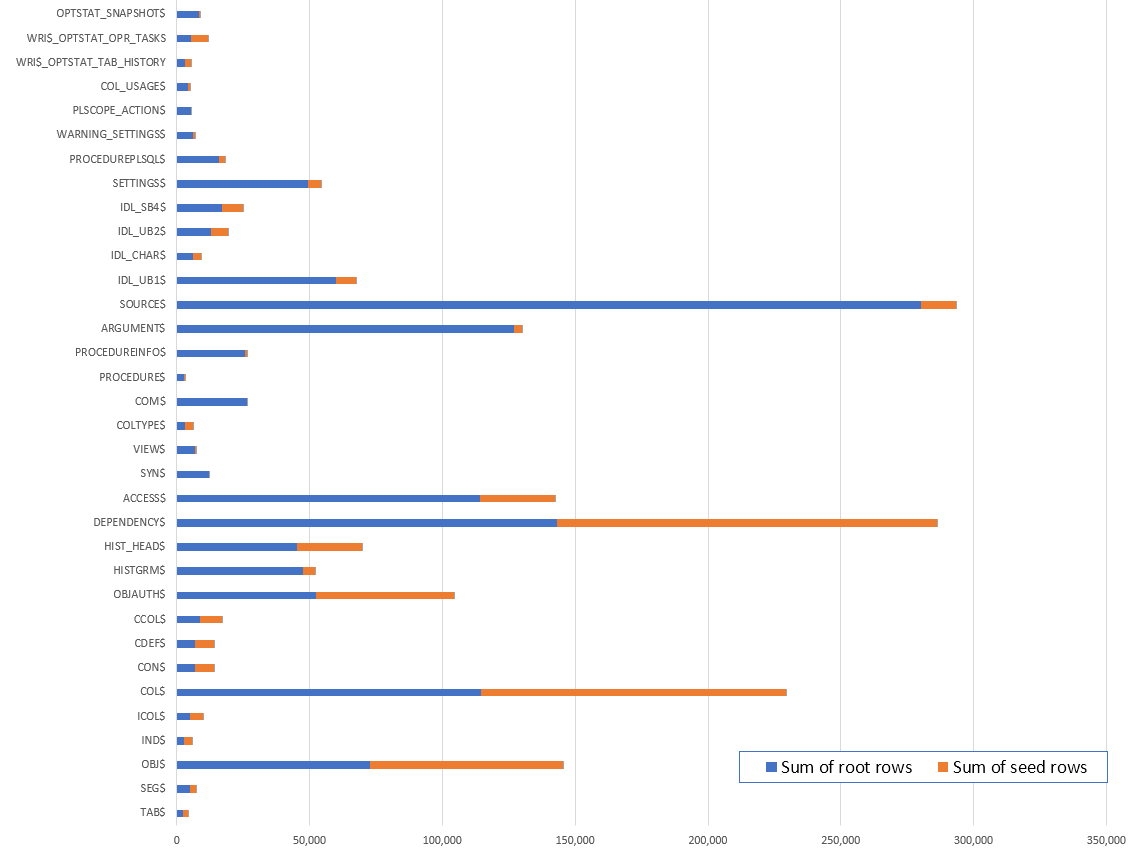 OPTSTAT_SNAPSHOT$
WRI$_OPTSTAT_OPR_TASKS
WRI$_OPTSTAT_TAB_HISTORY
COL_USAGE$
PLSCOPE_ACTION$
WARNING_SETTINGS$
PROCEDUREPLSQL$
SETTINGS$
IDL_SB4$
IDL_UB2$
IDL_CHAR$
IDL_UB1$
SOURCE$
ARGUMENT$
PROCEDUREINFO$
PROCEDURE$
COM$
COLTYPE$
VIEW$
SYN$
ACCESS$
DEPENDENCY$
HIST_HEAD$
HISTGRM$
OBJAUTH$
CCOL$
CDEF$
CON$
COL$
ICOL$
IND$
OBJ$
SEG$
TAB$
Sum of root rows Sum of seed rows
0 50,000 100,000 150,000 200,000 250,000 300,000 350,000